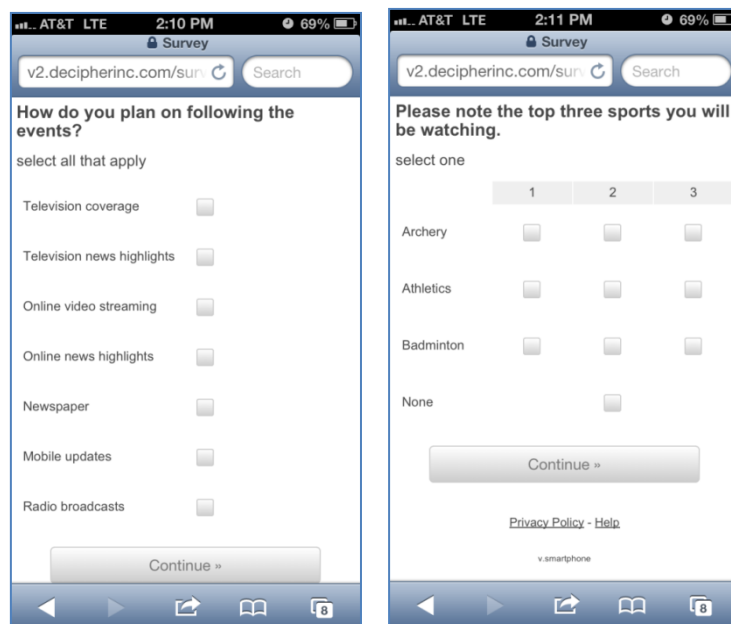 AT&T LTE 2:10 PM 69%
Survey
v2.decipherinc.com/surv Search
How do you plan on following the
events?
select all that apply
Television coverage
Television news highlights
Online video streaming
Online news highlights
Newspaper
Mobile updates
Radio broadcasts
Continue »
8
AT&T LTE 2:11 PM 69%
Survey
v2.decipherinc.com/surv Search
Please note the top three sports you will
be watching.
select one
1 2 3
Archery
Athletics
Badminton
None
Continue »
Privacy Policy - Help
v.smartphone
8